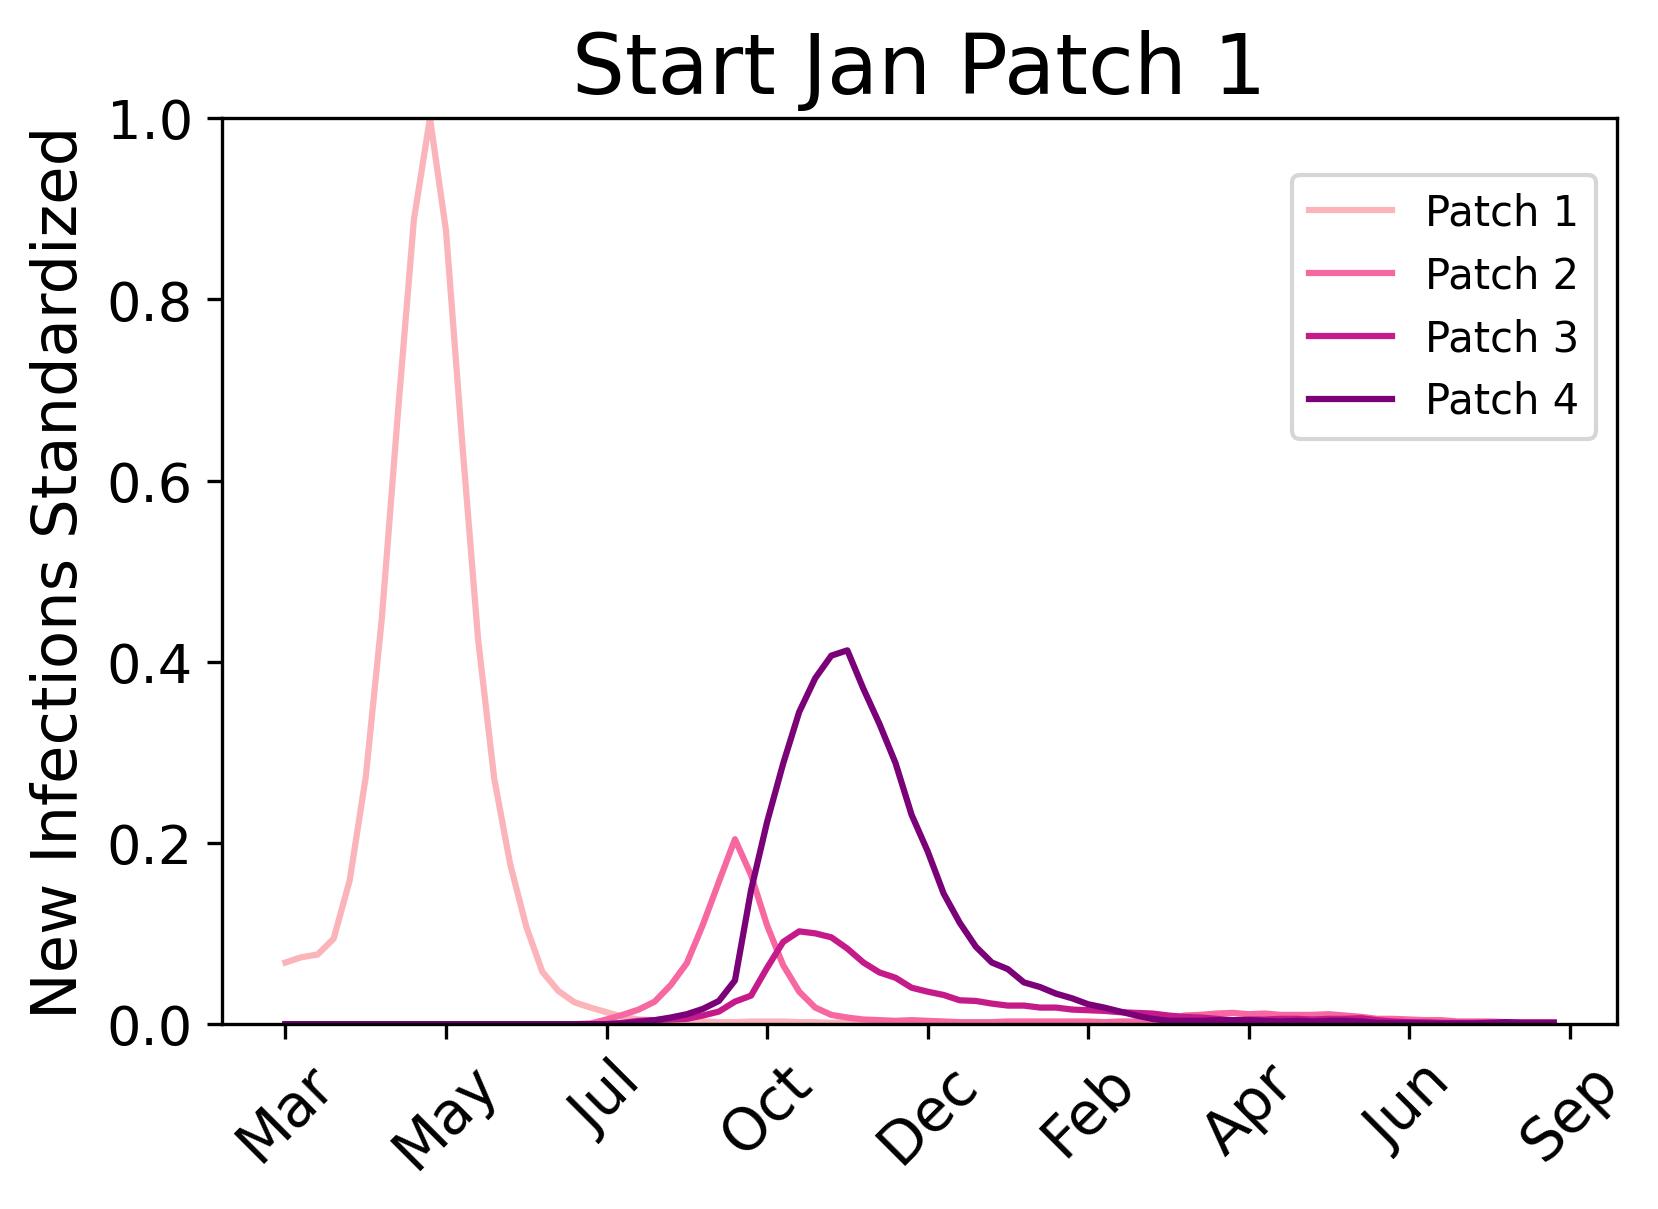 Start Jan Patch 1
New Infections Standardized
1.0
0.8
0.6
0.4
0.2
0.0
Patch 1
Patch 2
Patch 3
Patch 4
Mar
May
Jul
Oct
Dec
Feb
Apr
Jun
Sep